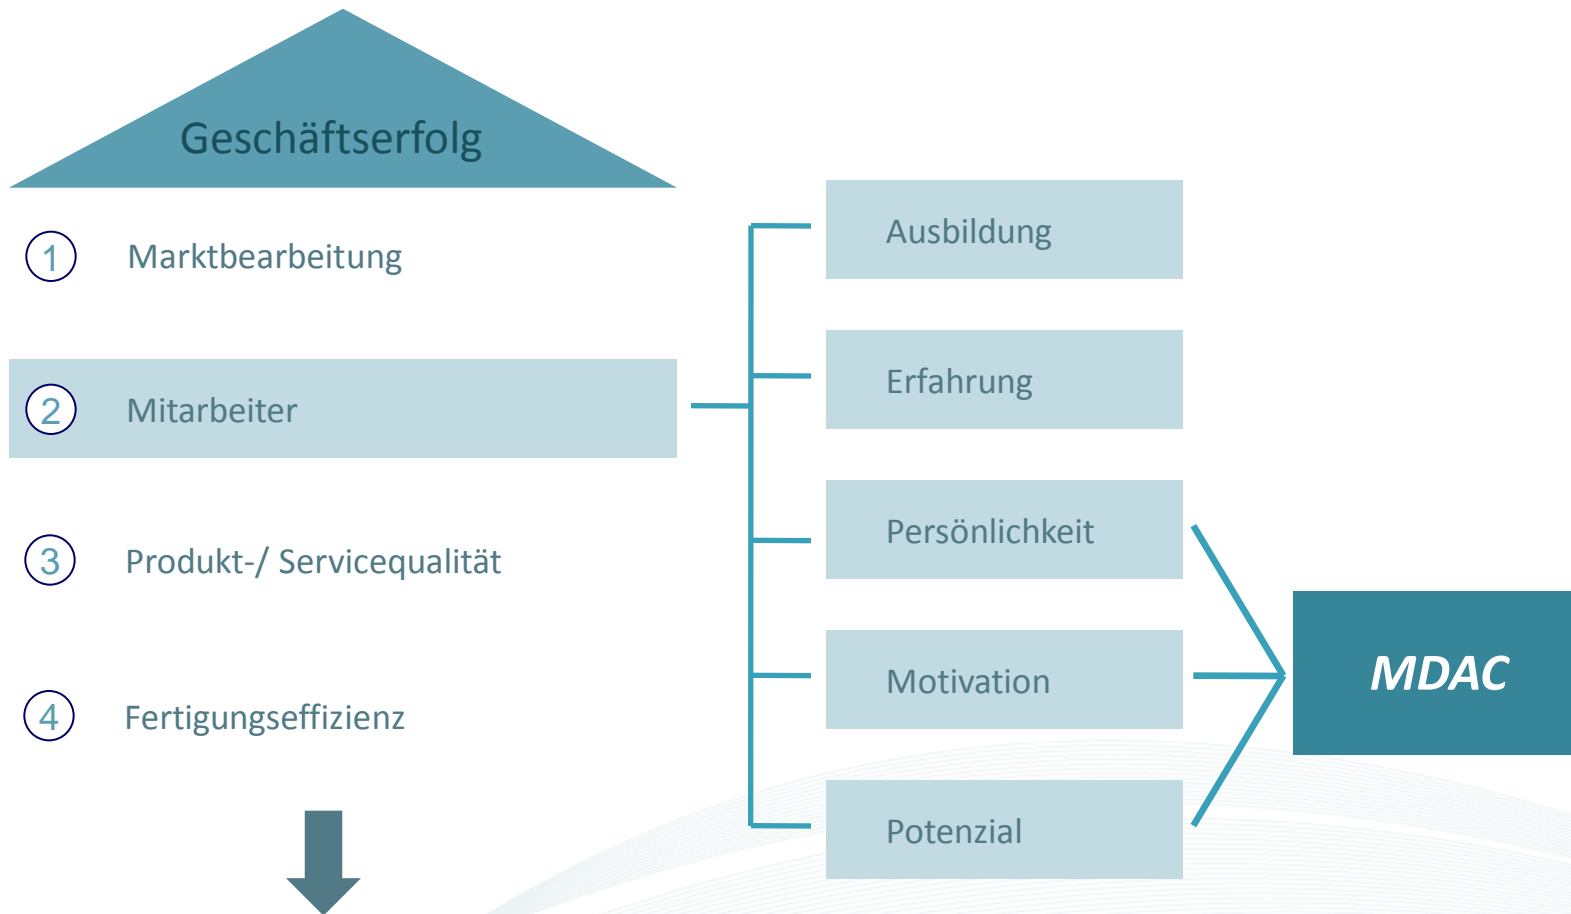 Geschäftserfolg
1 Marktbearbeitung
2 Mitarbeiter
3 Produkt-/ Servicequalität
4 Fertigungseffizienz
Ausbildung
Erfahrung
Persönlichkeit
Motivation
Potenzial
MDAC